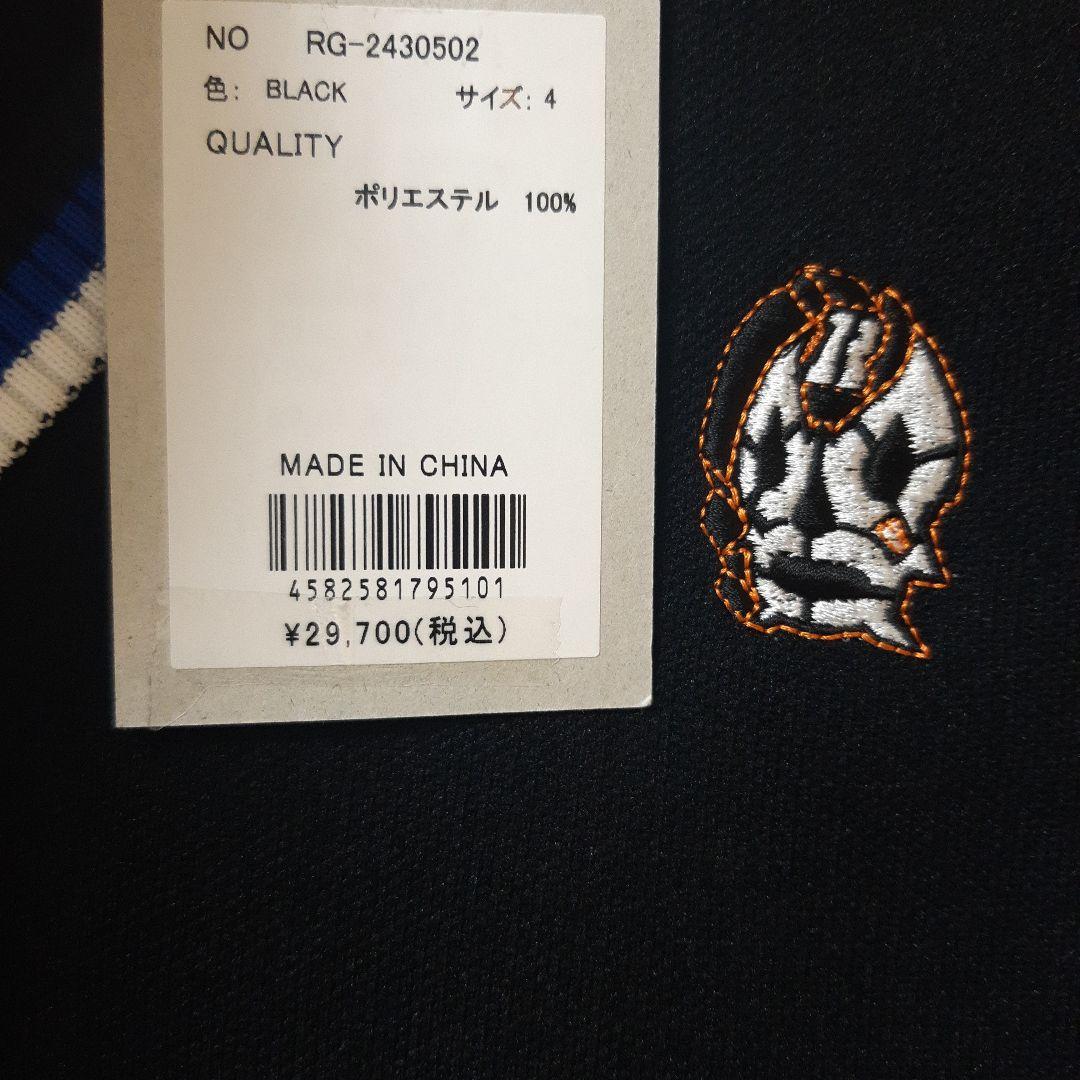 NO RG-2430502
色: BLACK サイズ: 4
QUALITY
ポリエステル 100%
MADE IN CHINA
4582581795101
¥29,700(税込)